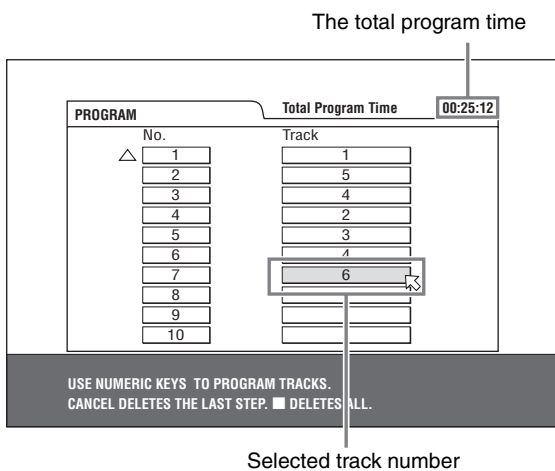 The total program time
PROGRAM Total Program Time 00:25:12
No. Track
1 1
2 5
3 4
4 2
5 3
6 4
7 6
8
9
10
USE NUMERIC KEYS TO PROGRAM TRACKS.
CANCEL DELETES THE LAST STEP. ■ DELETES ALL.
Selected track number